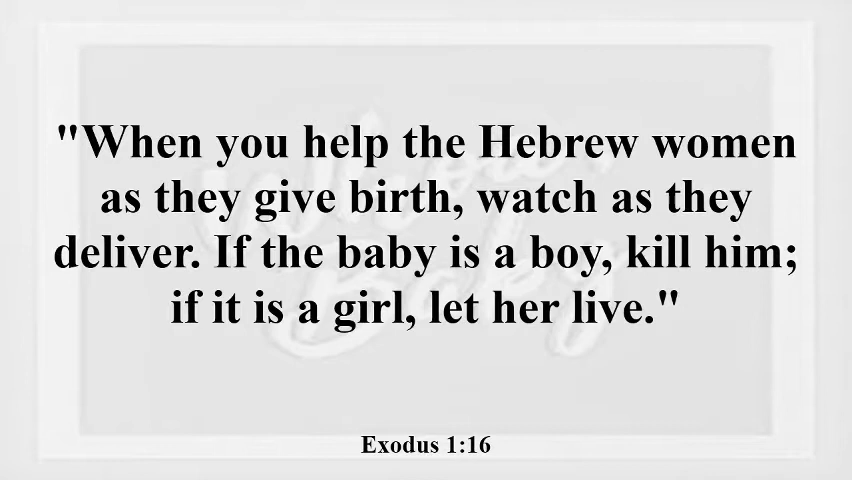 "When you help the Hebrew women
as they give birth, watch as they
deliver. If the baby is a boy, kill him;
if it is a girl, let her live."
Exodus 1:16